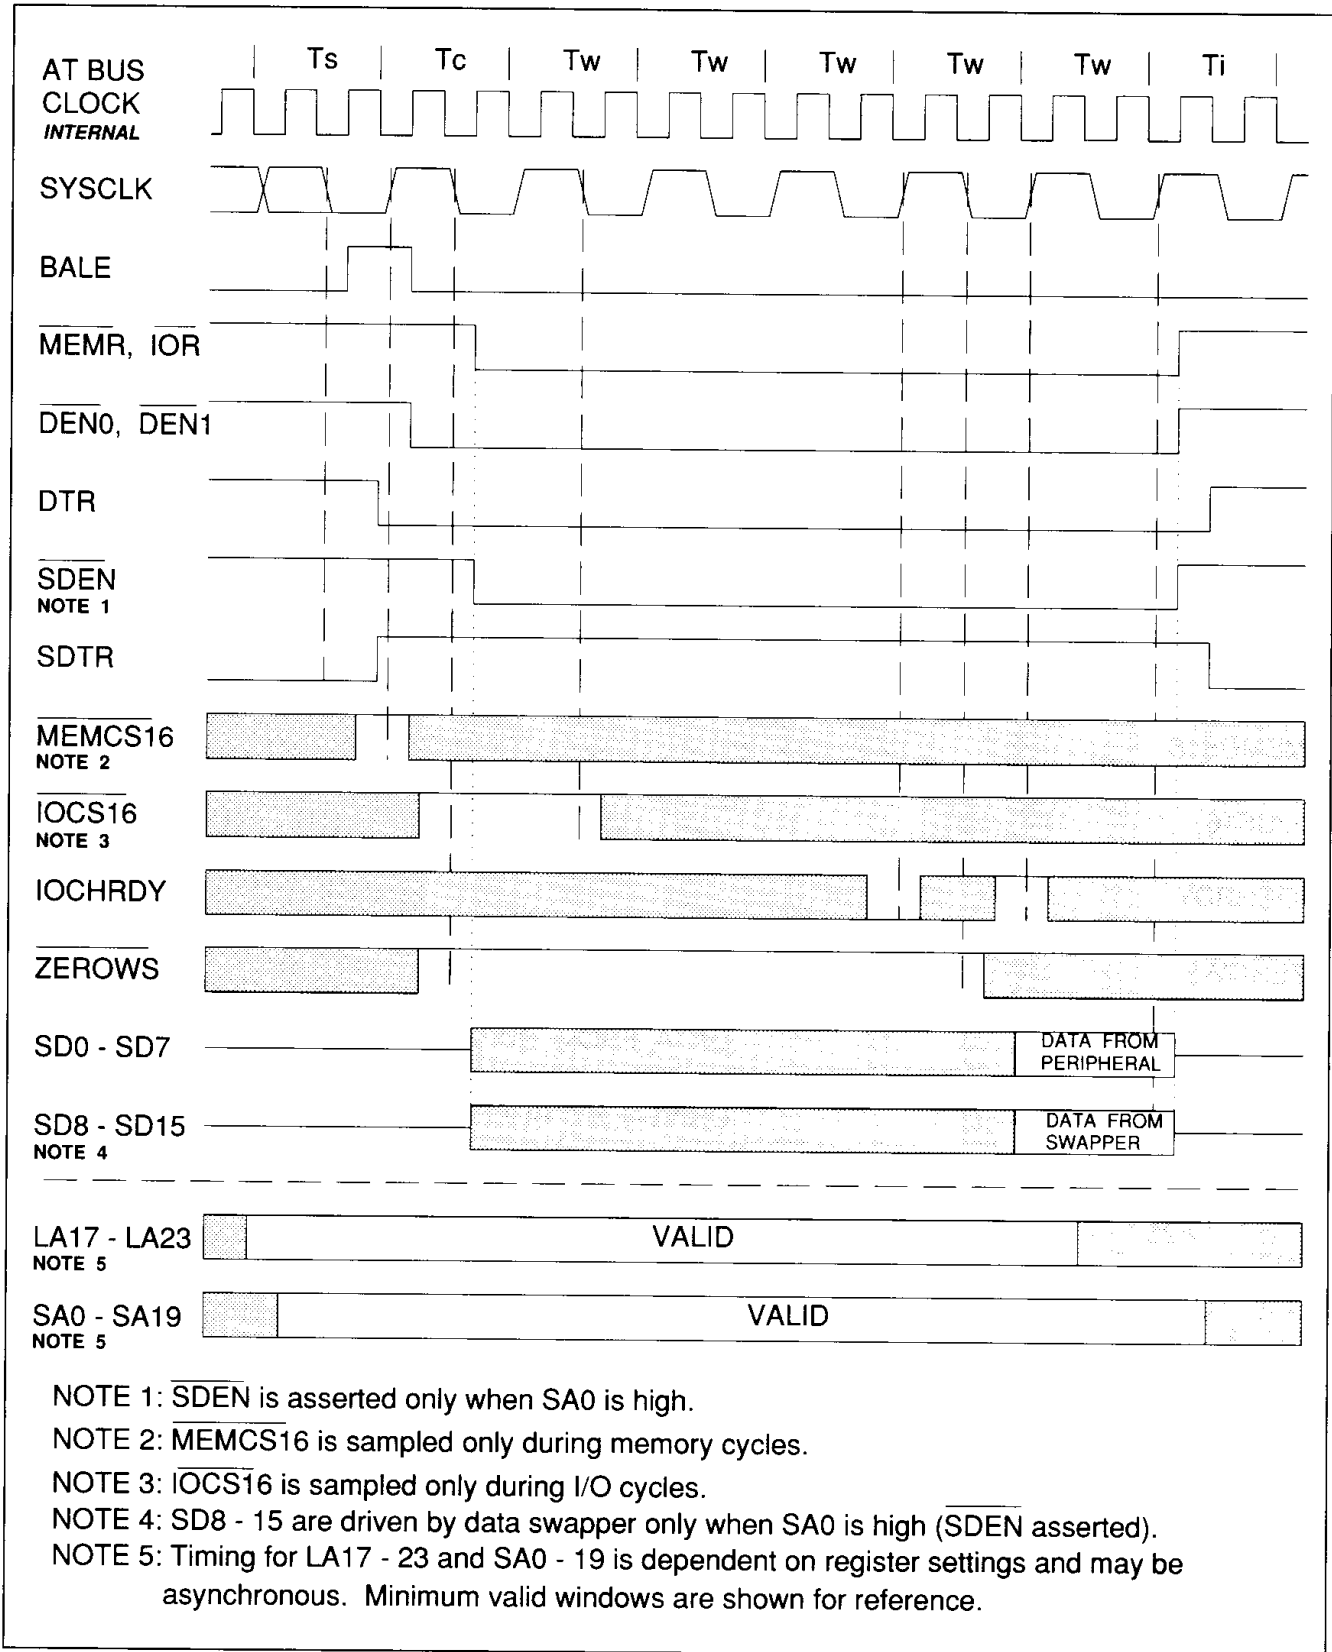 Ts Tc Tw Tw Tw Tw Tw Ti
AT BUS
CLOCK
INTERNAL
SYSCLK
BALE
MEMR, IOR
DEN0, DEN1
DTR
SDEN
NOTE 1
SDTR
MEMCS16
NOTE 2
IOCS16
NOTE 3
IOCHRDY
ZEROWS
SD0 - SD7
DATA FROM
PERIPHERAL
SD8 - SD15
NOTE 4
DATA FROM
SWAPPER
LA17 - LA23
NOTE 5
VALID
SA0 - SA19
NOTE 5
VALID
NOTE 1: SDEN is asserted only when SA0 is high.
NOTE 2: MEMCS16 is sampled only during memory cycles.
NOTE 3: IOCS16 is sampled only during I/O cycles.
NOTE 4: SD8 - 15 are driven by data swapper only when SA0 is high (SDEN asserted).
NOTE 5: Timing for LA17 - 23 and SA0 - 19 is dependent on register settings and may be
asynchronous. Minimum valid windows are shown for reference.